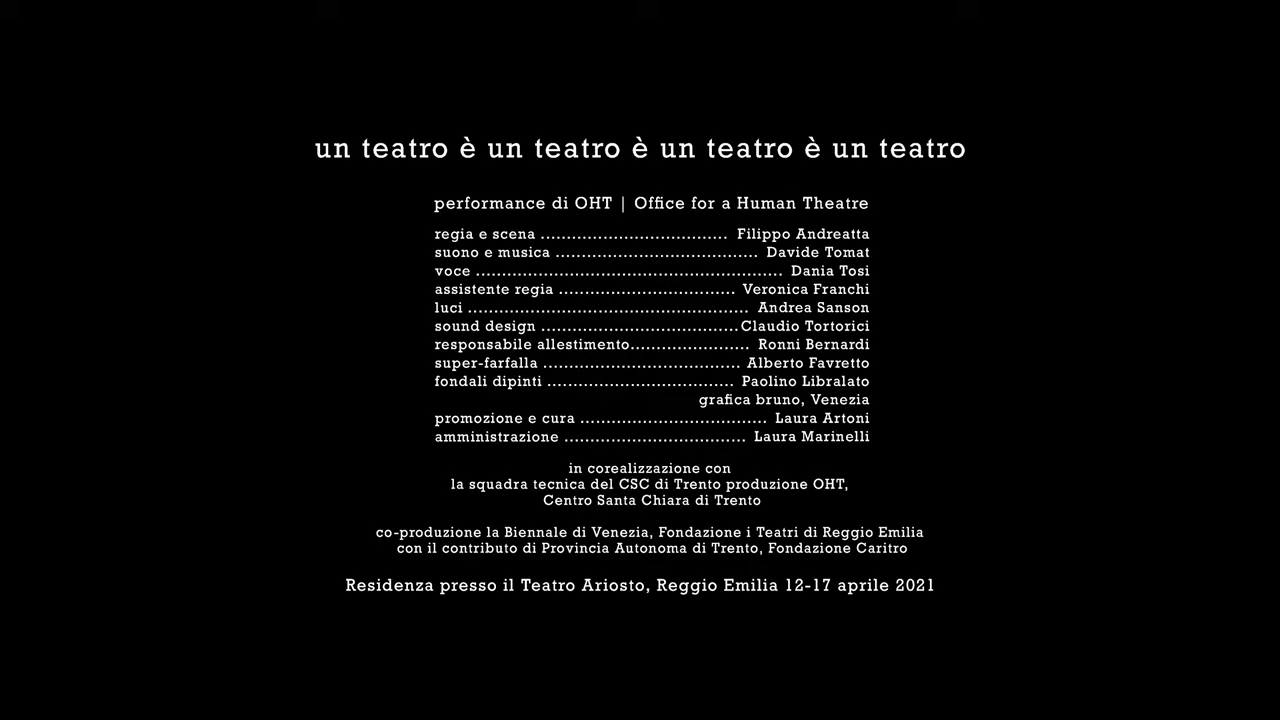 un teatro è un teatro è un teatro è un teatro
performance di OHT | Office for a Human Theatre
regia e scena .................................... Filippo Andreatta
suono e musica ....................................... Davide Tomat
voce ........................................................... Dania Tosi
assistente regia .................................. Veronica Franchi
luci ...................................................... Andrea Sanson
sound design ......................................Claudio Tortorici
responsabile allestimento....................... Ronni Bernardi
super-farfalla ...................................... Alberto Favretto
fondali dipinti .................................... Paolino Libralato
grafica bruno, Venezia
promozione e cura .................................... Laura Artoni
amministrazione ................................... Laura Marinelli
in corealizzazione con
la squadra tecnica del CSC di Trento produzione OHT,
Centro Santa Chiara di Trento
co-produzione la Biennale di Venezia, Fondazione i Teatri di Reggio Emilia
con il contributo di Provincia Autonoma di Trento, Fondazione Caritro
Residenza presso il Teatro Ariosto, Reggio Emilia 12-17 aprile 2021